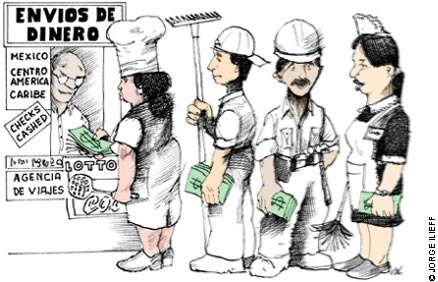 ENVIOS DE
DINERO
MEXICO
CENTRO
AMERICA
CARIBE
CHECKS
CASHED
LOTTO
AGENCIA
DE VIAJES
© JORGE ILIEFF